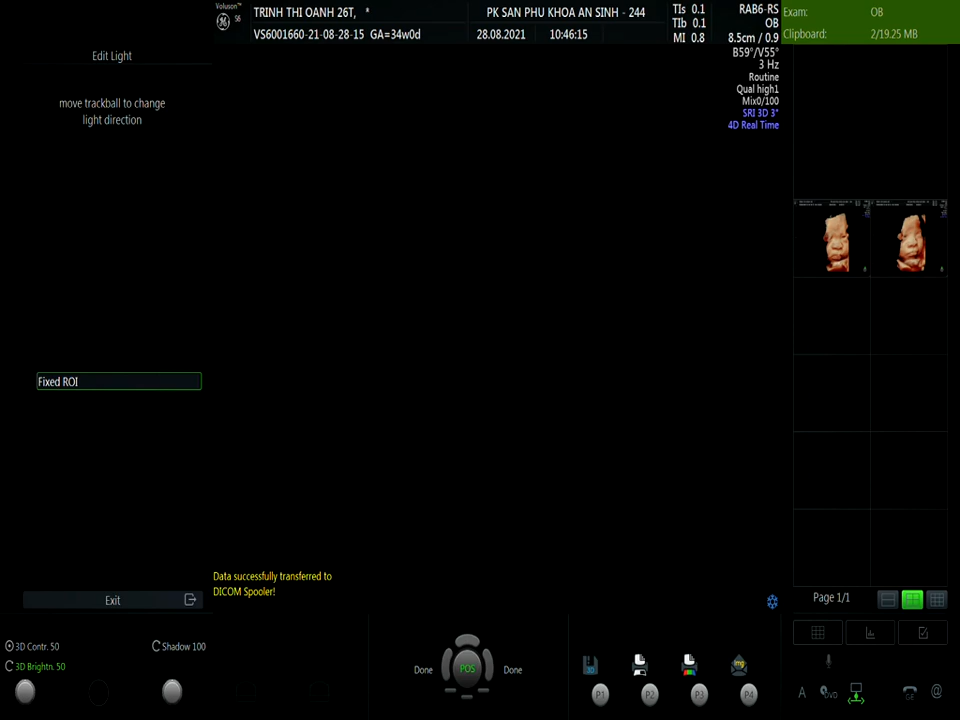 Voluson™
S6
TRINH THI OANH 26T, *
PK SAN PHU KHOA AN SINH - 244
VS6001660-21-08-28-15 GA=34w0d
28.08.2021
10:46:15
TIs 0.1
TIb 0.1
MI 0.8
RAB6-RS
OB
8.5cm / 0.9
B59°/V55°
3 Hz
Routine
Qual high1
Mix0/100
SRI 3D 3*
4D Real Time
Exam: OB
Clipboard: 2/19.25 MB
Edit Light
move trackball to change
light direction
Fixed ROI
Data successfully transferred to
DICOM Spooler!
Exit
Page 1/1
3D Contr. 50
Shadow 100
3D Brightn. 50
Done
POS
Done
3D
Img
P1
P2
P3
P4
A
DVD
@